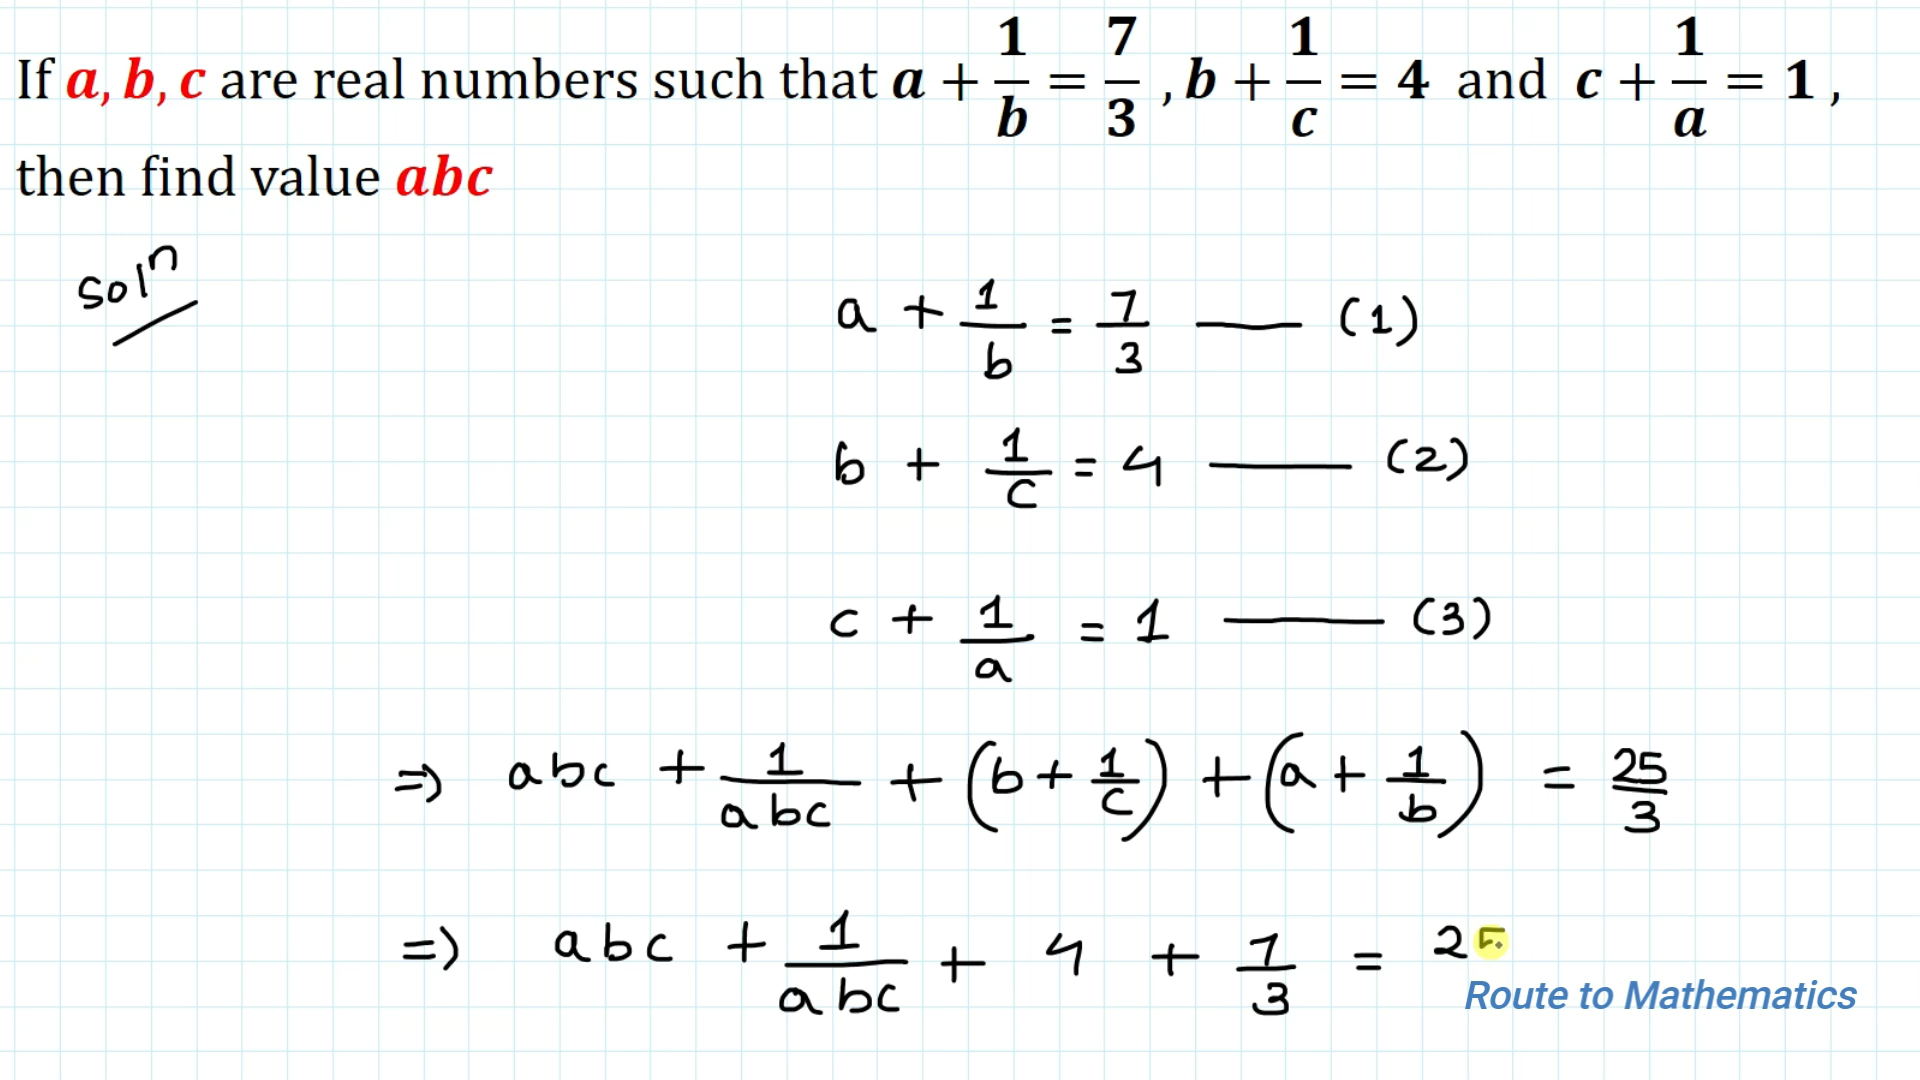 If a, b, c are real numbers such that a + 1/b = 7/3 , b + 1/c = 4 and c + 1/a = 1 ,
then find value abc
Solⁿ
a + 1/b = 7/3 —— (1)
b + 1/c = 4 —— (2)
c + 1/a = 1 —— (3)
⇒ abc + 1/abc + (b + 1/c) + (a + 1/b) = 25/3
⇒ abc + 1/abc + 4 + 7/3 = 25
Route to Mathematics